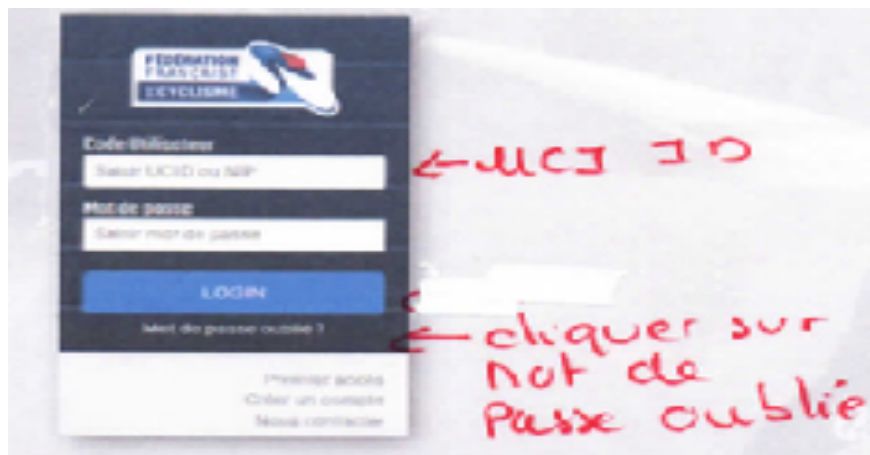 FÉDÉRATION
FRANÇAISE
DE CYCLISME
Code Utilisateur
Saisir UCIID ou NIP
← UCI ID
Mot de passe
Saisir mot de passe
LOGIN
Mot de passe oublié ?
← cliquer sur
Mot de
Passe oublié
Premier accès
Créer un compte
Nous contacter